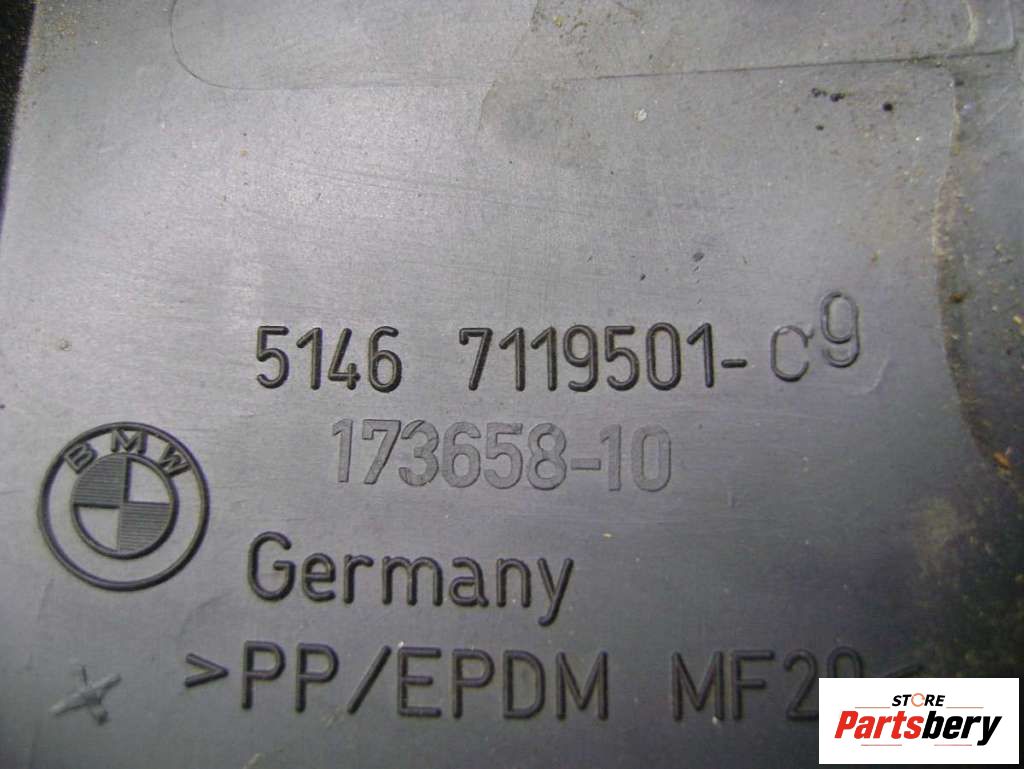 5146 7119501-C9
173658-10
BMW
Germany
>PP/EPDM MF20
STORE
Partsbery